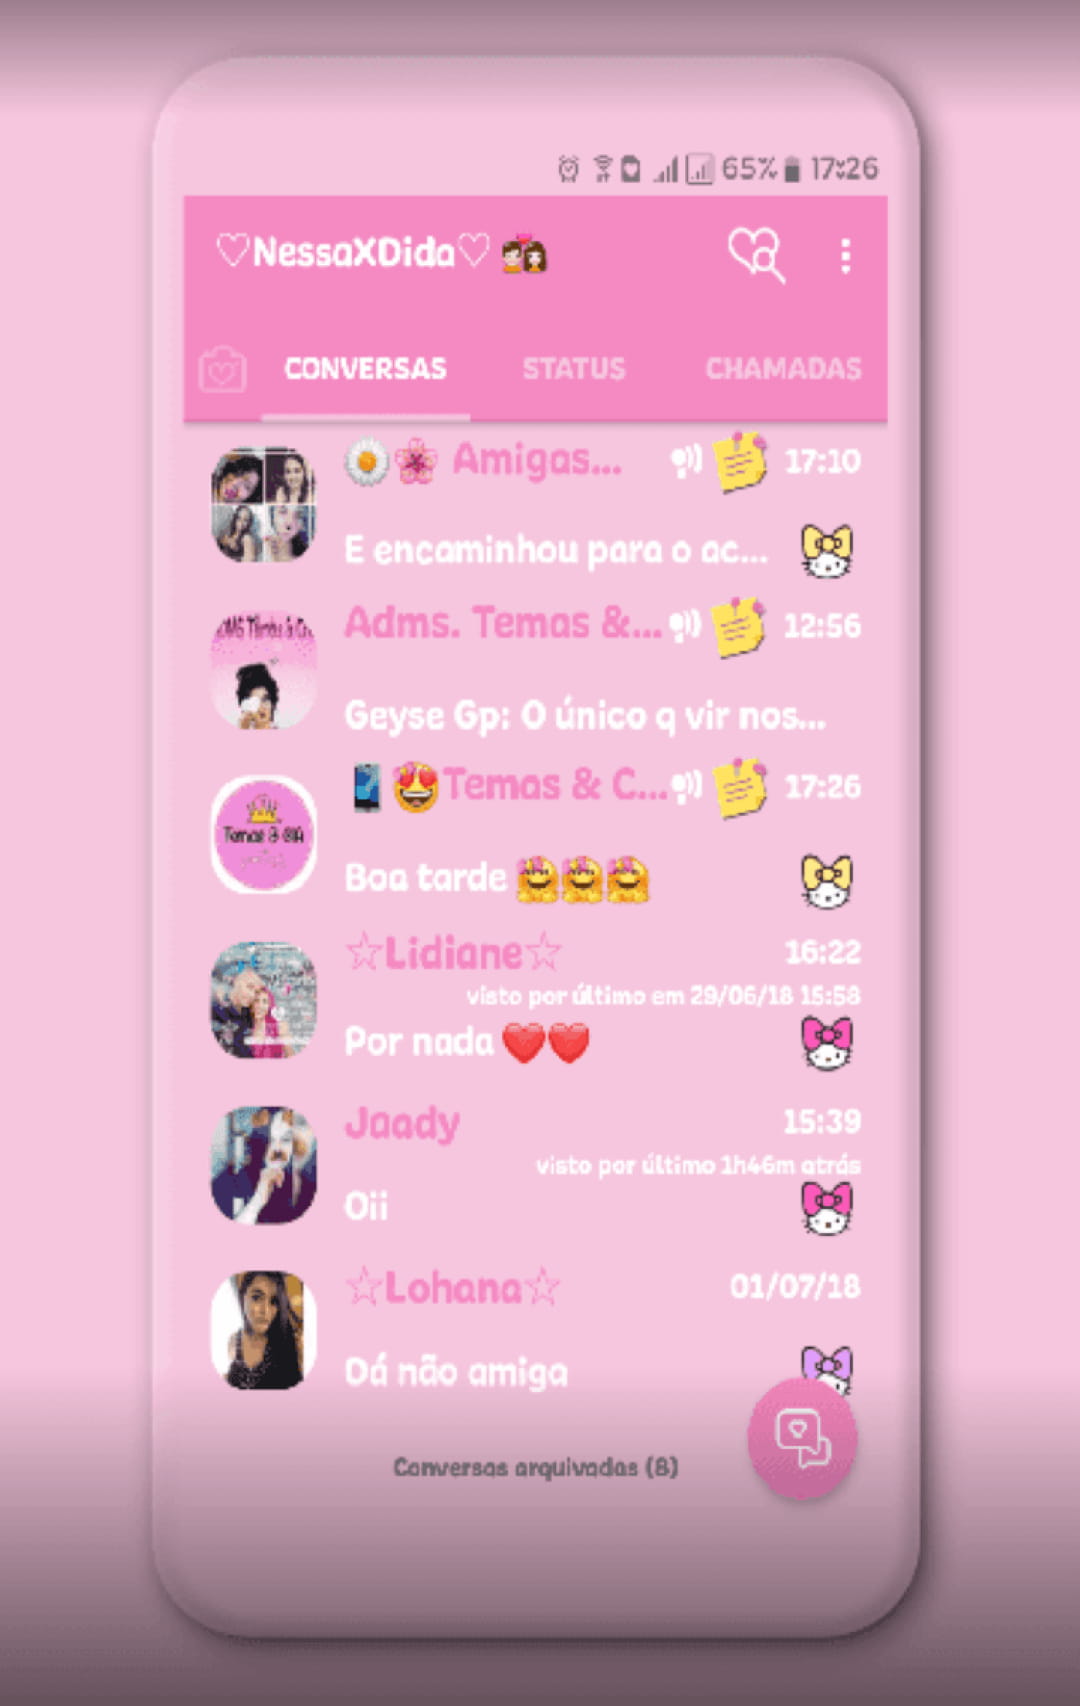 65% 17:26
♡NessaXDida♡ 💏
CONVERSAS STATUS CHAMADAS
🌼🌸 Amigas... 17:10
E encaminhou para o ac...
Adms. Temas &... 12:56
Geyse Gp: O único q vir nos...
📱😍Temas & C... 17:26
Temas &
Boa tarde 🤗🤗🤗
☆Lidiane☆ 16:22
visto por último em 29/06/18 15:58
Por nada ❤️❤️
Jaady 15:39
visto por último 1h46m atrás
Oii
☆Lohana☆ 01/07/18
Dá não amiga
Conversas arquivadas (8)